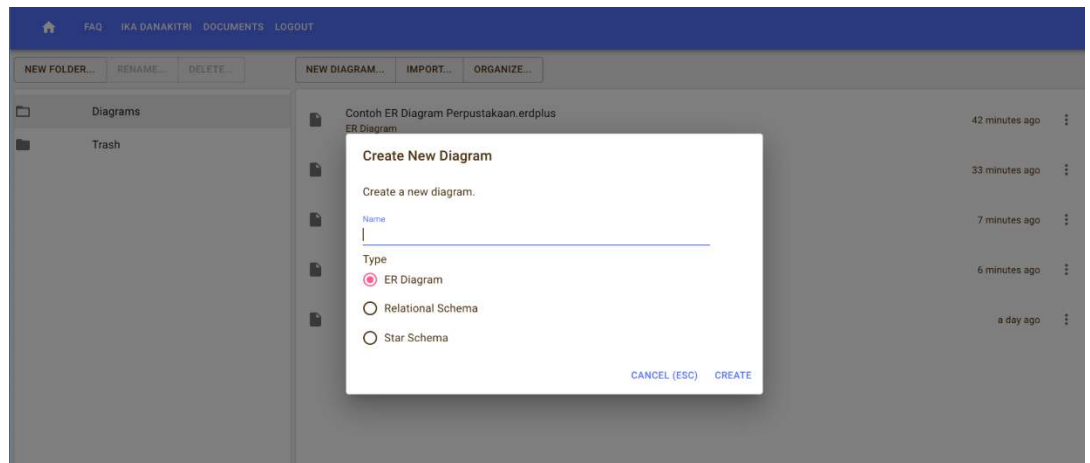 FAQ IKA DANAKITRI DOCUMENTS LOGOUT
NEW FOLDER... RENAME... DELETE... NEW DIAGRAM... IMPORT... ORGANIZE...
Diagrams
Trash
Contoh ER Diagram Perpustakaan.erdplus
ER Diagram
42 minutes ago
33 minutes ago
7 minutes ago
6 minutes ago
a day ago
Create New Diagram
Create a new diagram.
Name
Type
ER Diagram
Relational Schema
Star Schema
CANCEL (ESC) CREATE